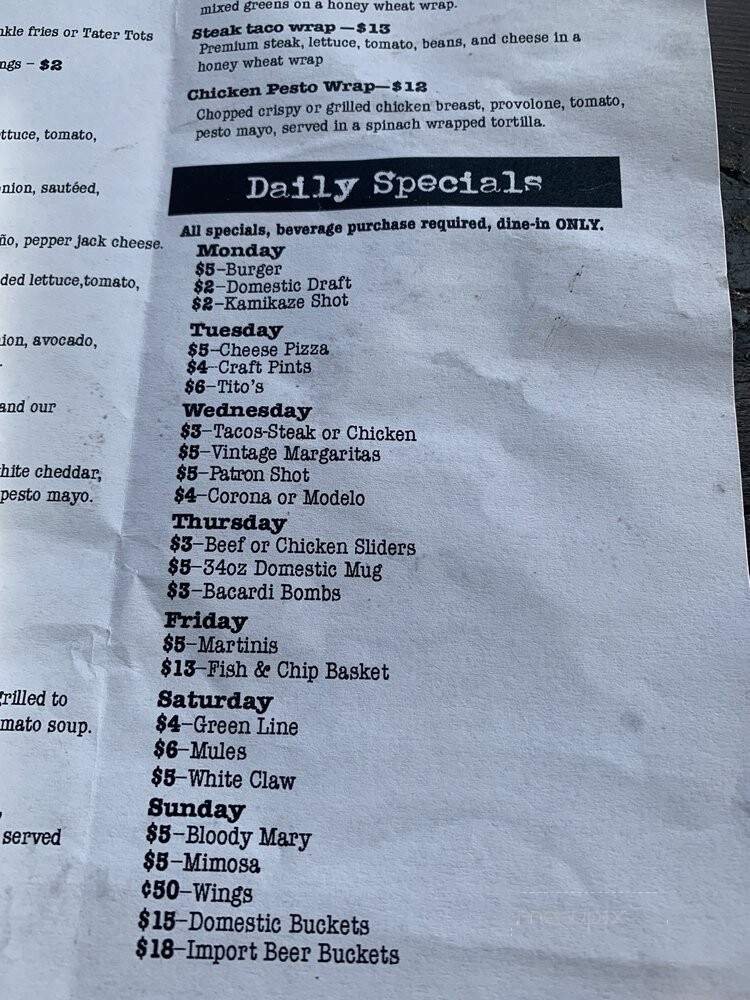 mixed greens on a honey wheat wrap.
Steak taco wrap —$13
Premium steak, lettuce, tomato, beans, and cheese in a
honey wheat wrap
Chicken Pesto Wrap—$12
Chopped crispy or grilled chicken breast, provolone, tomato,
pesto mayo, served in a spinach wrapped tortilla.
nkle fries or Tater Tots
ngs – $2
ttuce, tomato,
nion, sautéed,
ño, pepper jack cheese.
ded lettuce,tomato,
ion, avocado,
and our
hite cheddar,
pesto mayo.
grilled to
mato soup.
served
Daily Specials
All specials, beverage purchase required, dine-in ONLY.
Monday
$5–Burger
$2–Domestic Draft
$2–Kamikaze Shot
Tuesday
$5–Cheese Pizza
$4–Craft Pints
$6–Tito's
Wednesday
$3–Tacos-Steak or Chicken
$5–Vintage Margaritas
$5–Patron Shot
$4–Corona or Modelo
Thursday
$3–Beef or Chicken Sliders
$5–34oz Domestic Mug
$3–Bacardi Bombs
Friday
$5–Martinis
$13–Fish & Chip Basket
Saturday
$4–Green Line
$6–Mules
$5–White Claw
Sunday
$5–Bloody Mary
$5–Mimosa
¢50–Wings
$15–Domestic Buckets
$18–Import Beer Buckets